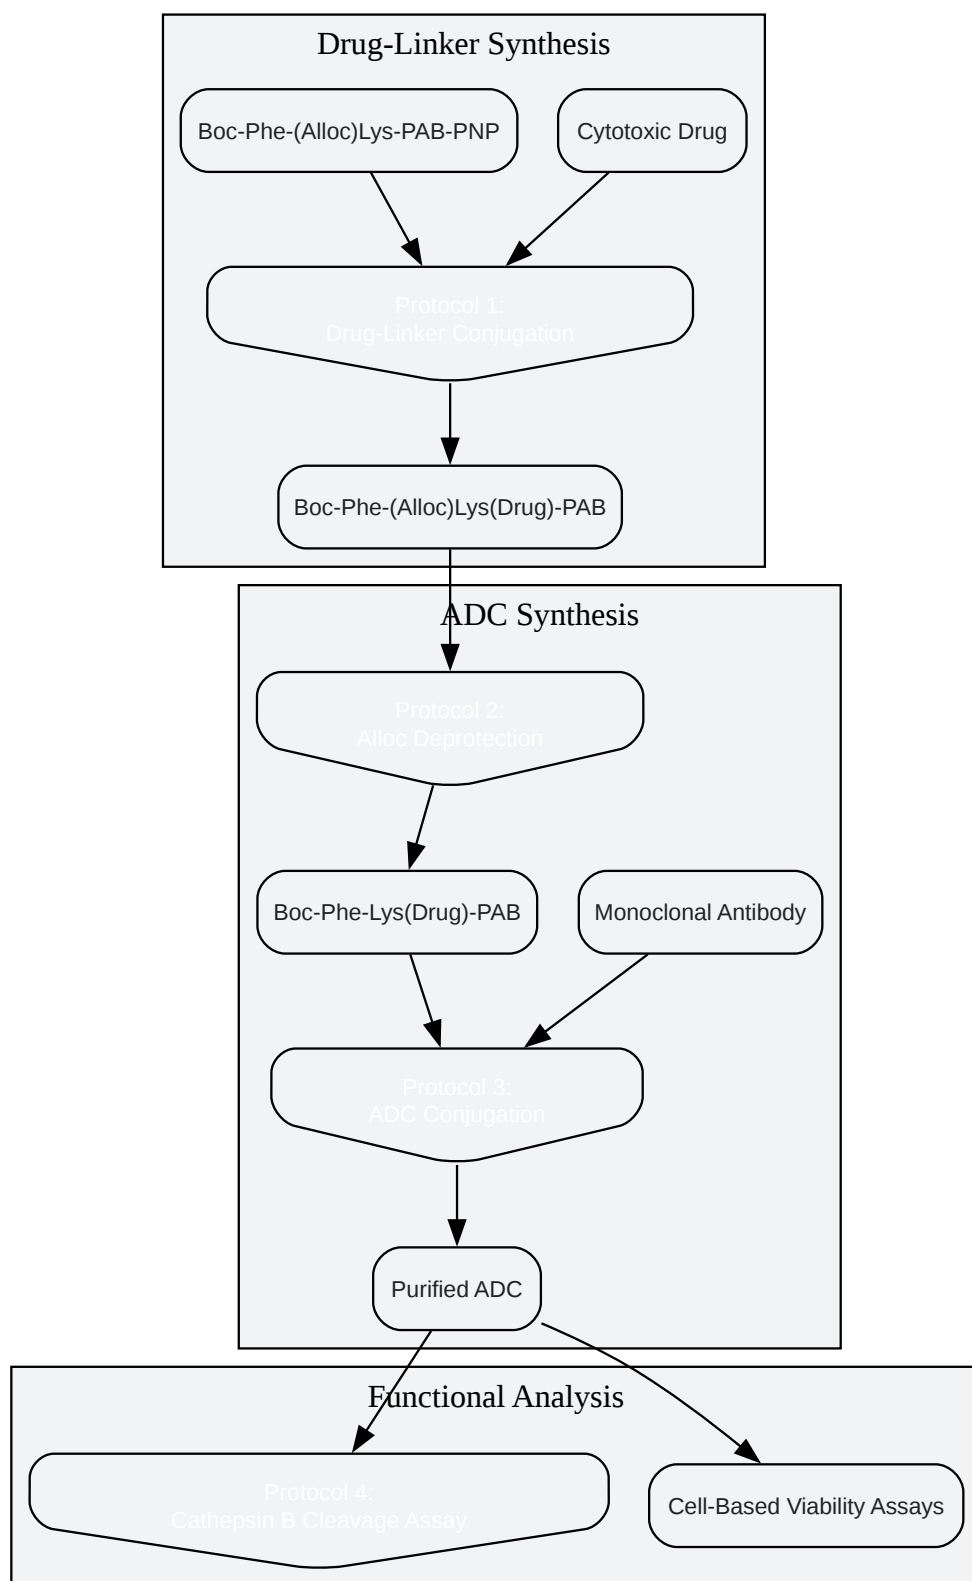 Drug-Linker Synthesis
Boc-Phe-(Alloc)Lys-PAB-PNP
Cytotoxic Drug
Protocol 1:
Drug-Linker Conjugation
Boc-Phe-(Alloc)Lys(Drug)-PAB
ADC Synthesis
Protocol 2:
Alloc Deprotection
Boc-Phe-Lys(Drug)-PAB
Monoclonal Antibody
Protocol 3:
ADC Conjugation
Purified ADC
Functional Analysis
Protocol 4:
Cathepsin B Cleavage Assay
Cell-Based Viability Assays